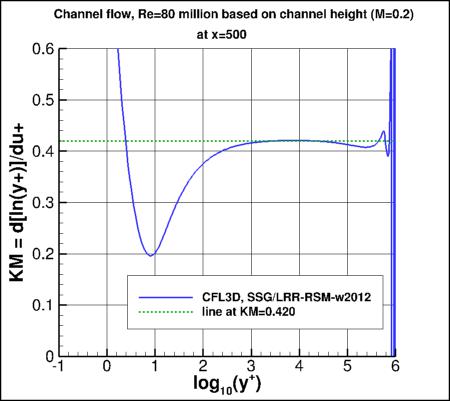 Channel flow, Re=80 million based on channel height (M=0.2)
at x=500
KM = d[ln(y+)]/du+
0.6
0.5
0.4
0.3
0.2
0.1
0
CFL3D, SSG/LRR-RSM-w2012
line at KM=0.420
-1 0 1 2 3 4 5 6
log₁₀(y⁺)